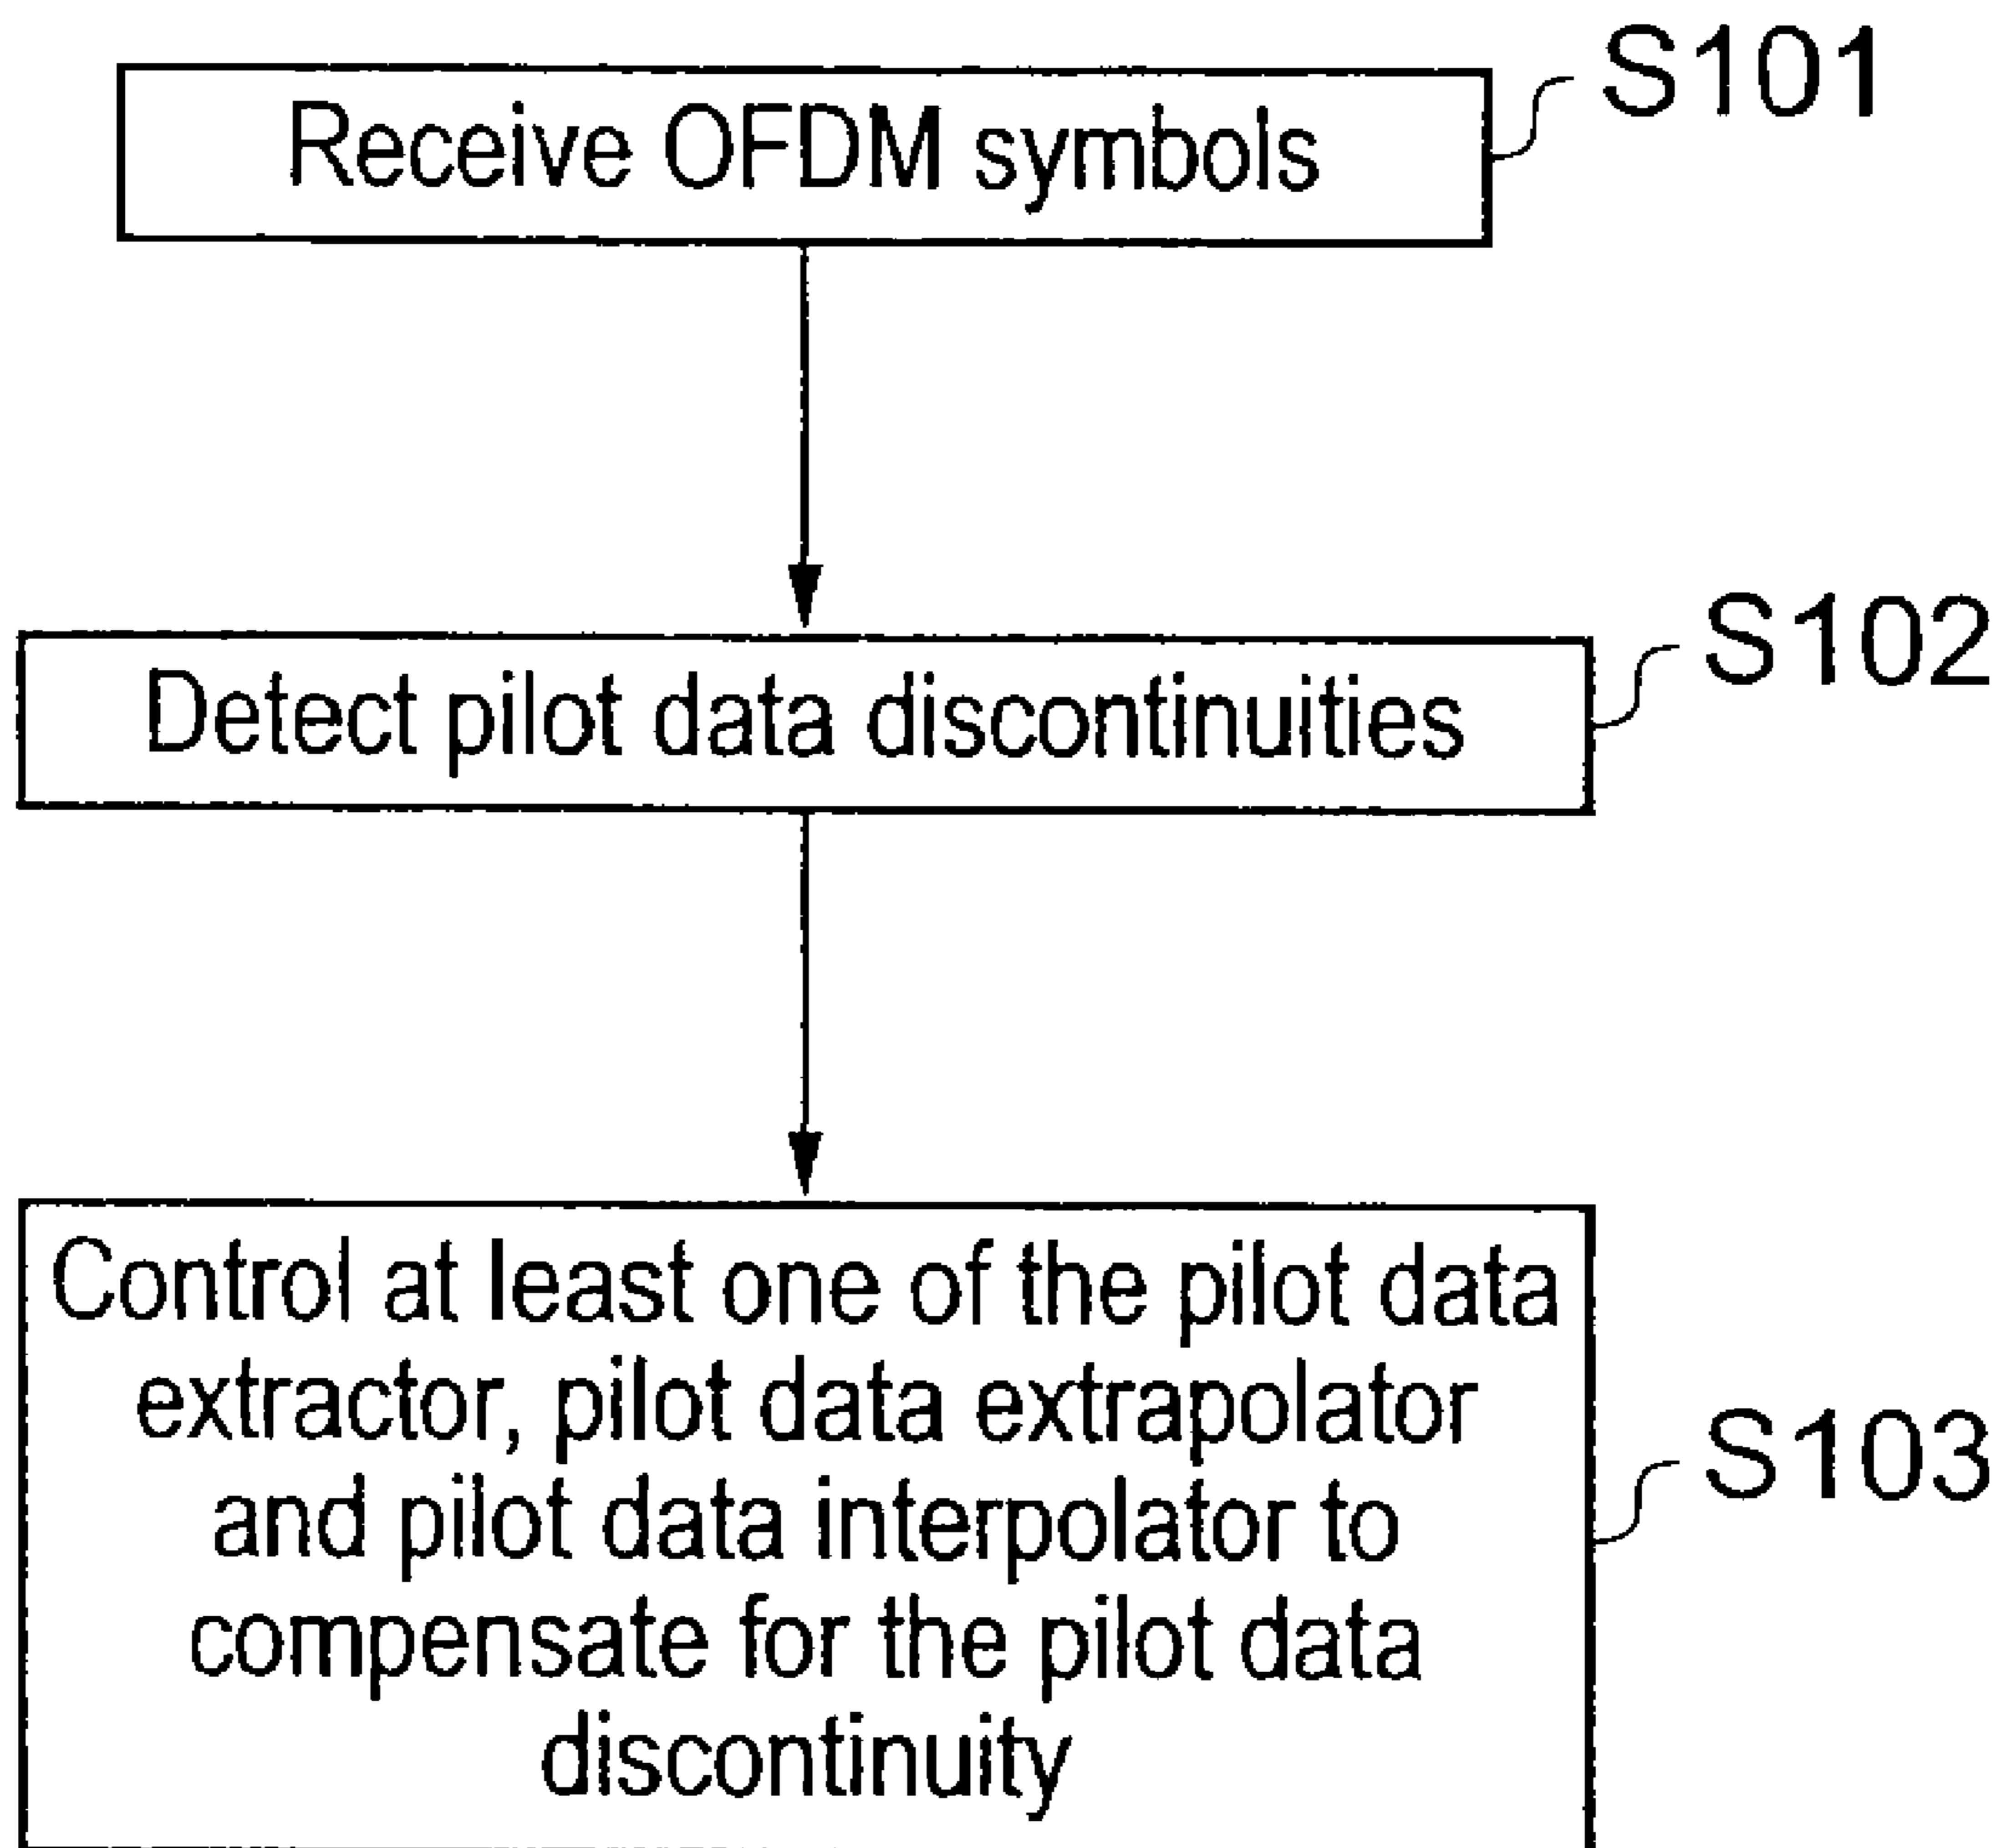 S101
Receive OFDM symbols
S102
Detect pilot data discontinuities
Control at least one of the pilot data
extractor, pilot data extrapolator
S103
and pilot data interpolator to
compensate for the pilot data
discontinuity